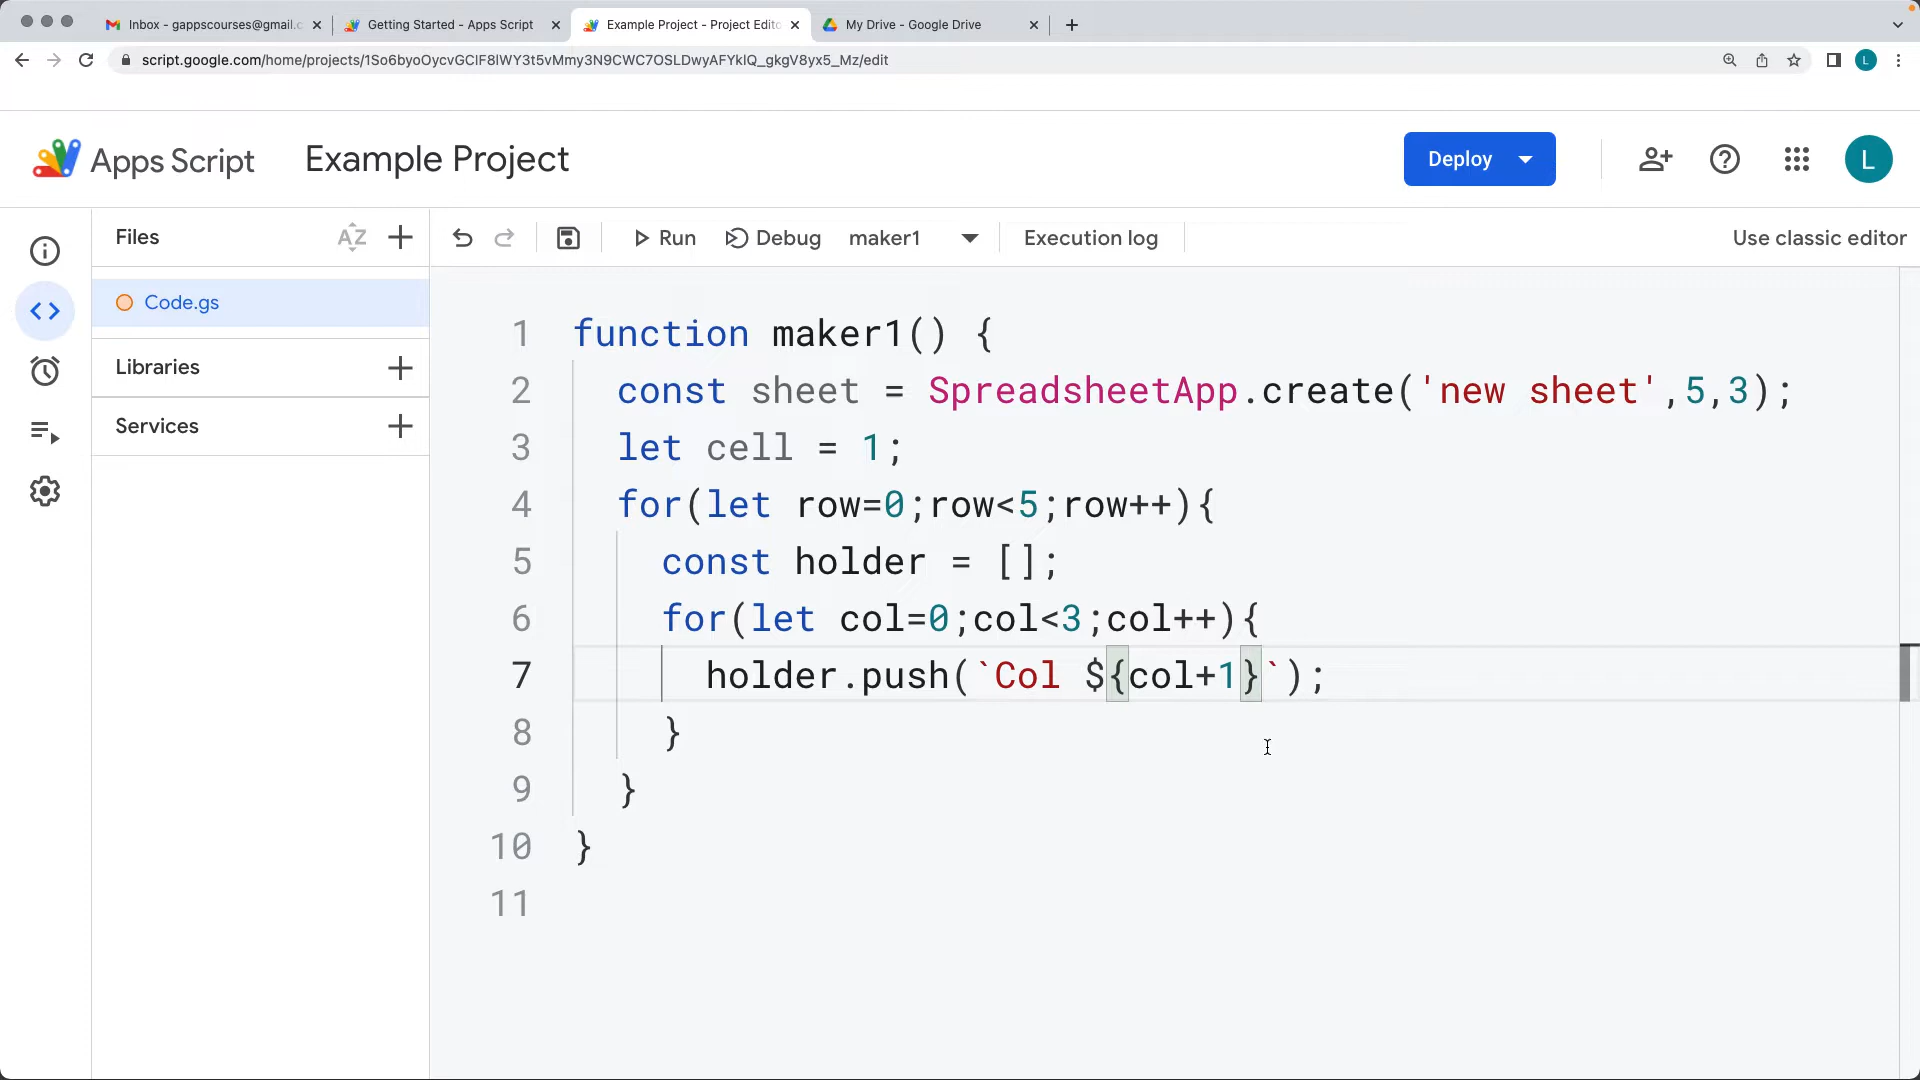 Inbox - gappscourses@gmail.c
Getting Started - Apps Script
Example Project - Project Edito
My Drive - Google Drive
script.google.com/home/projects/1So6byoOycvGClF8lWY3t5vMmy3N9CWC7OSLDwyAFYklQ_gkgV8yx5_Mz/edit
L
Apps Script
Example Project
Deploy
L
Files
AZ
Run
Debug
maker1
Execution log
Use classic editor
Code.gs
Libraries
Services
1 function maker1() {
2 const sheet = SpreadsheetApp.create('new sheet',5,3);
3 let cell = 1;
4 for(let row=0;row<5;row++){
5 const holder = [];
6 for(let col=0;col<3;col++){
7 holder.push(`Col ${col+1}`);
8 }
9 }
10 }
11